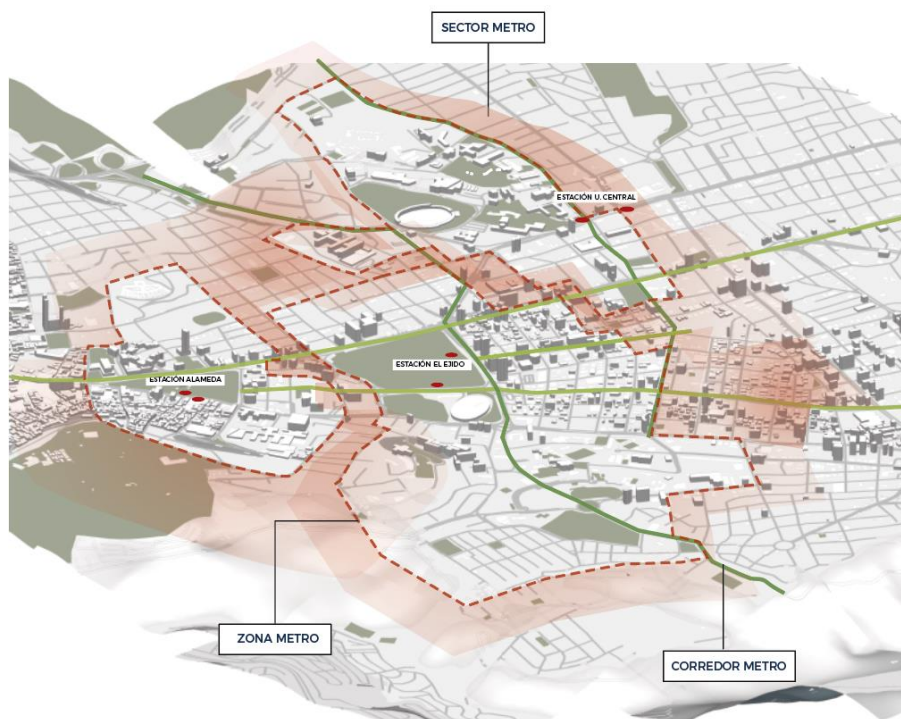 SECTOR METRO
ESTACIÓN U. CENTRAL
ESTACIÓN EL EJIDO
ESTACIÓN ALAMEDA
ZONA METRO
CORREDOR METRO